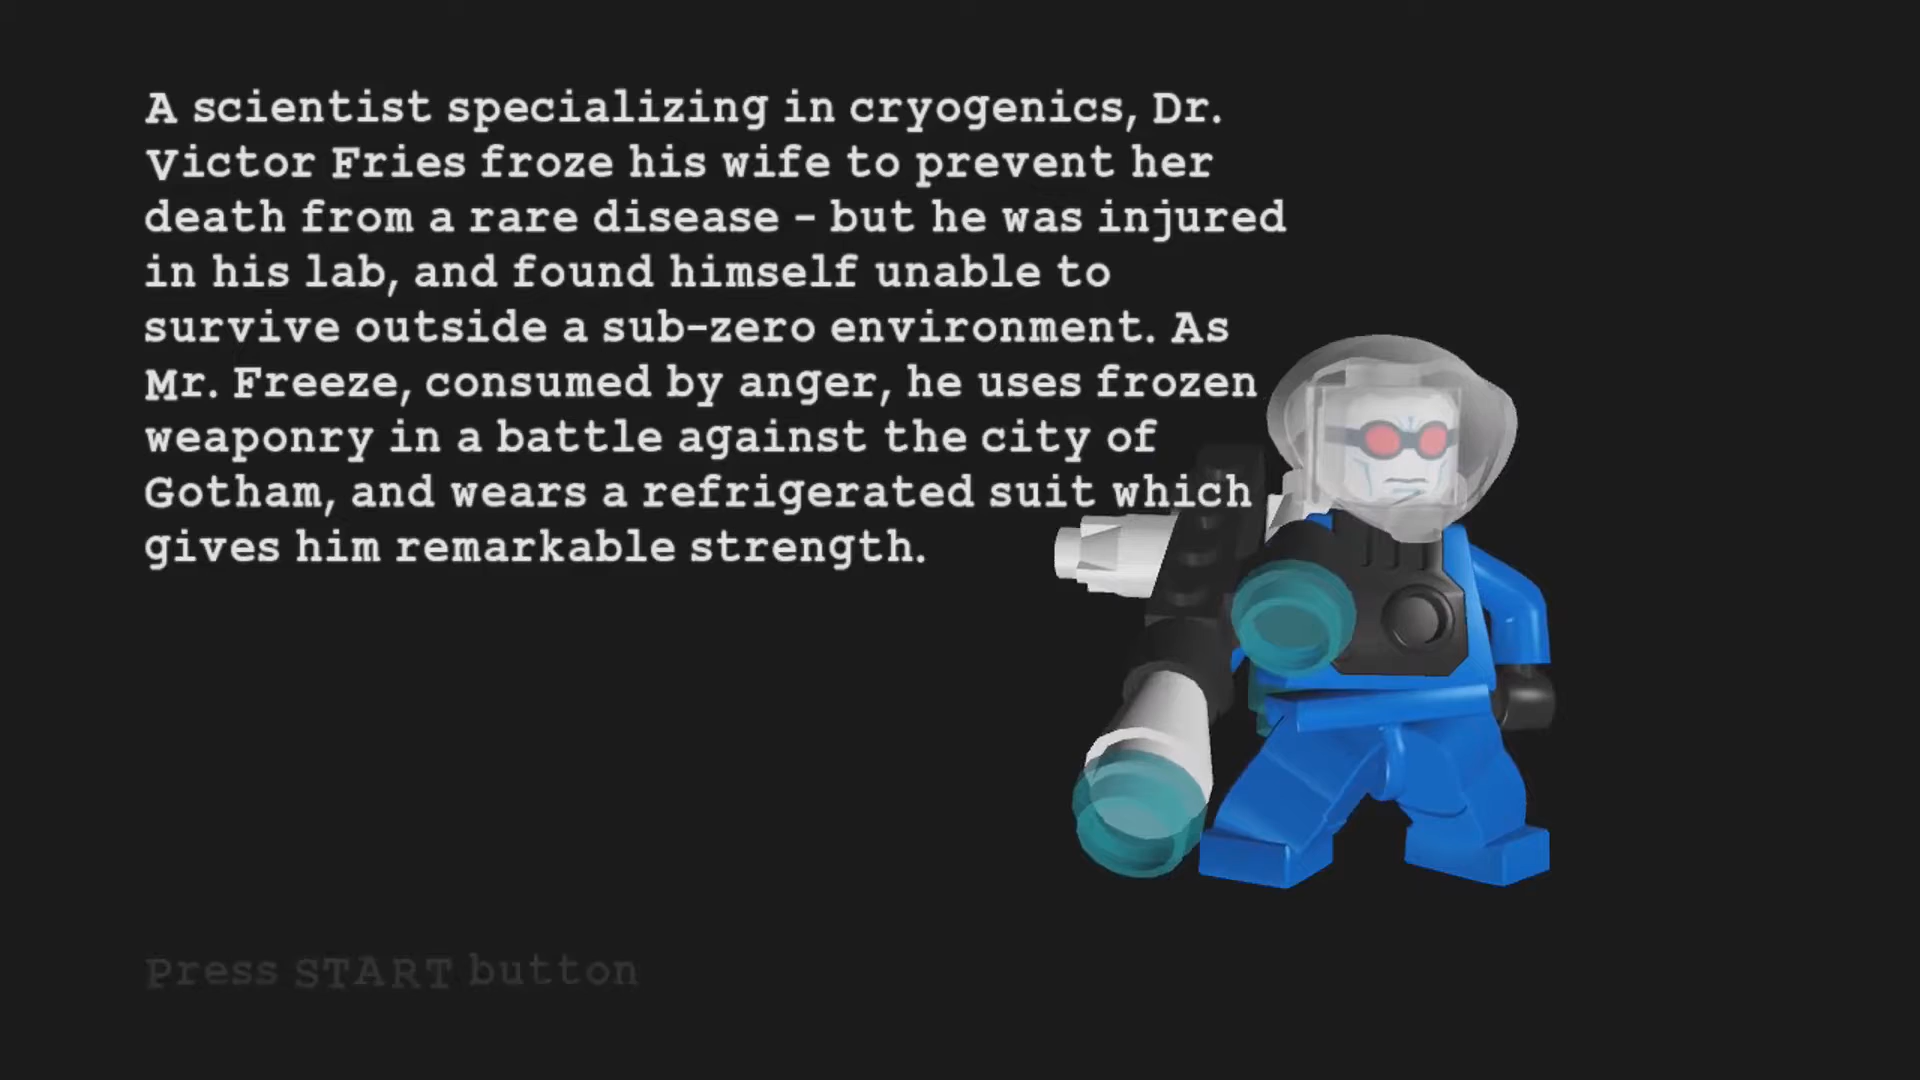 A scientist specializing in cryogenics, Dr.
Victor Fries froze his wife to prevent her
death from a rare disease - but he was injured
in his lab, and found himself unable to
survive outside a sub-zero environment. As
Mr. Freeze, consumed by anger, he uses frozen
weaponry in a battle against the city of
Gotham, and wears a refrigerated suit which
gives him remarkable strength.
Press START button